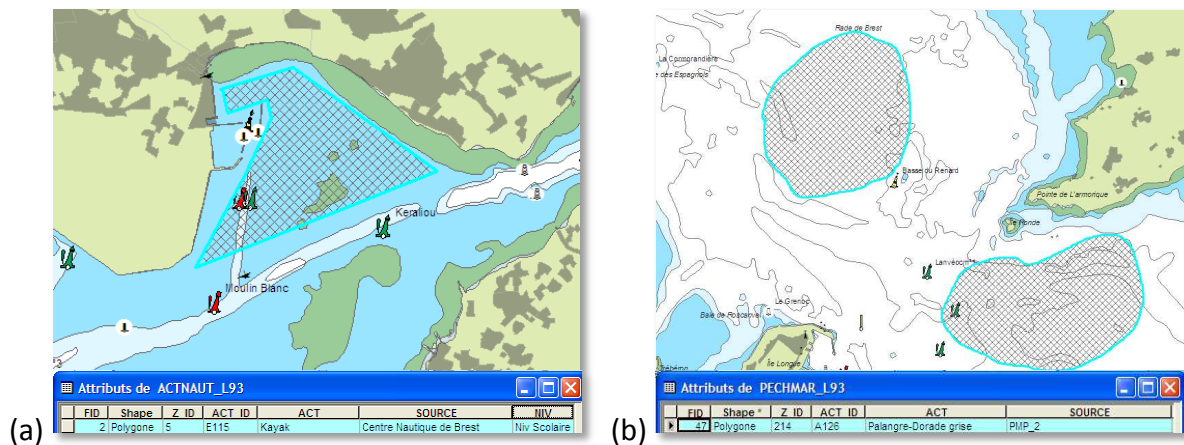 Keraliou
Moulin Blanc
Attributs de ACTNAUT_L93
FID Shape Z_ID ACT_ID ACT SOURCE NIV
2 Polygone 5 E115 Kayak Centre Nautique de Brest Niv Scolaire
(a)
Rade de Brest
La Cormorandière
e des Espagnols
Basse du Renard
Pointe de L'armorique
Île Ronde
Lanvéoc
Le Grenoc
Baie de Roscanvel
Île Longue
Attributs de PECHMAR_L93
FID Shape * Z_ID ACT_ID ACT SOURCE
47 Polygone 214 A126 Palangre-Dorade grise PMP_2
(b)